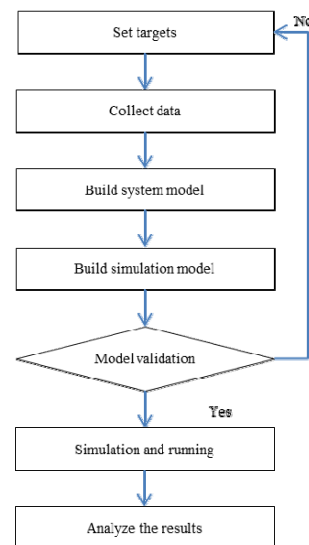 Set targets
No
Collect data
Build system model
Build simulation model
Model validation
Yes
Simulation and running
Analyze the results